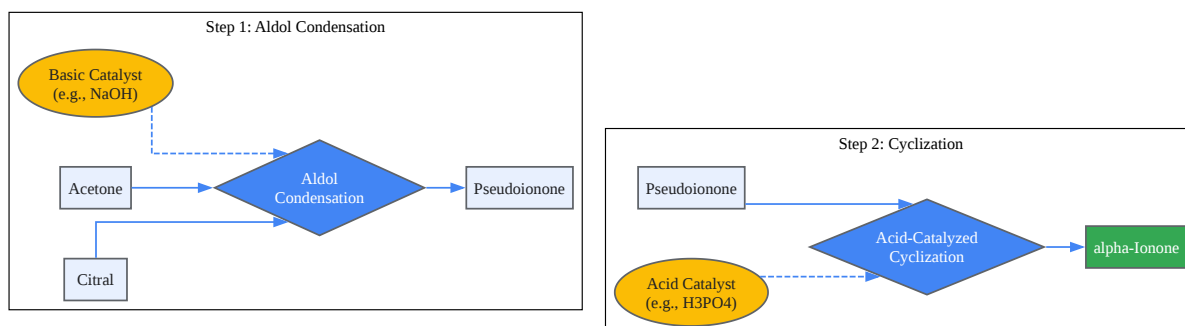 Step 1: Aldol Condensation
Basic Catalyst
(e.g., NaOH)
Acetone
Aldol
Condensation
Pseudoionone
Citral
Step 2: Cyclization
Pseudoionone
Acid-Catalyzed
Cyclization
alpha-Ionone
Acid Catalyst
(e.g., H3PO4)